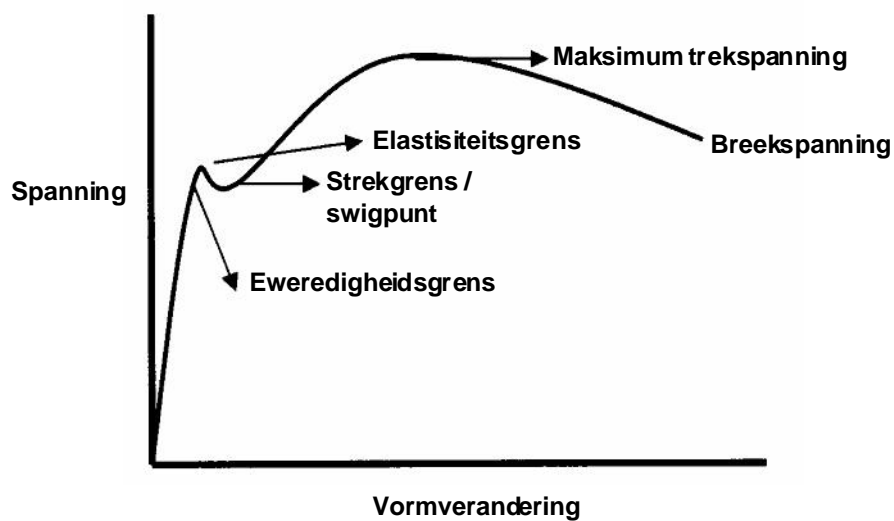 Maksimum trekspanning
Elastisiteitsgrens
Breekspanning
Spanning
Strekgrens /
swigpunt
Eweredigheidsgrens
Vormverandering